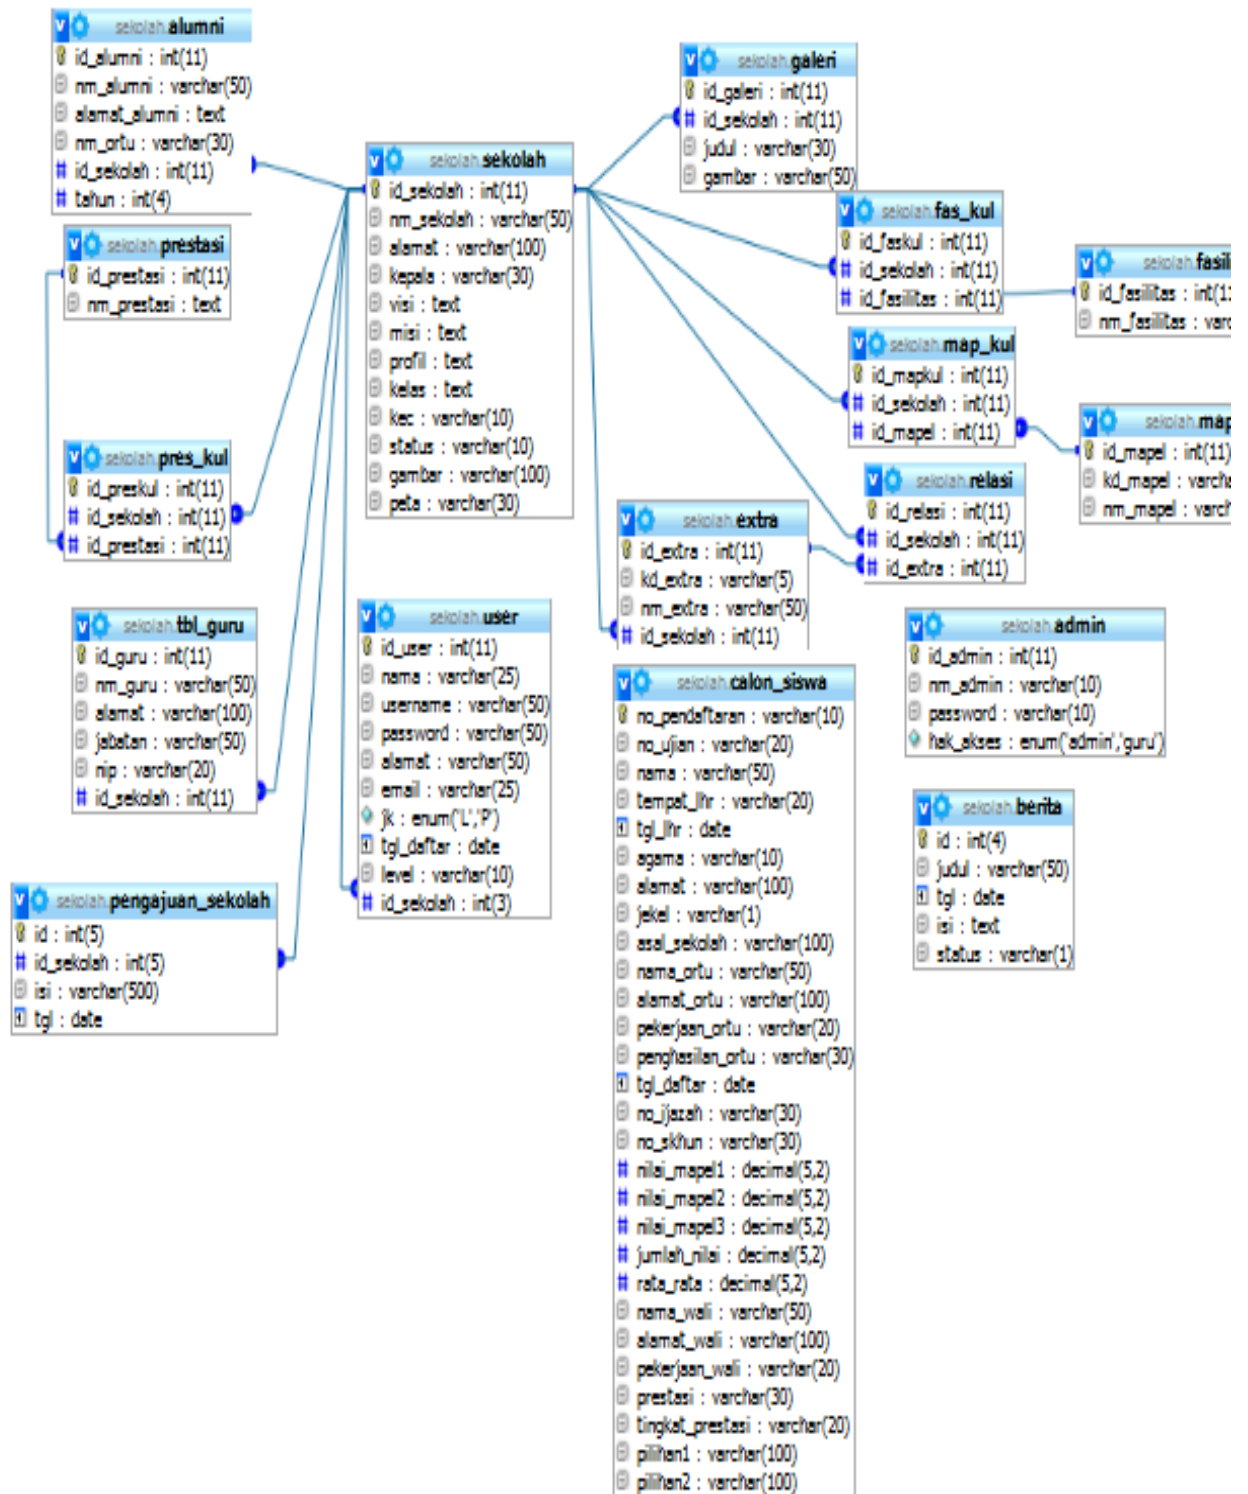 sekolah.alumni
id_alumni : int(11)
nm_alumni : varchar(50)
alamat_alumni : text
nm_ortu : varchar(30)
id_sekolah : int(11)
tahun : int(4)
sekolah.prestasi
id_prestasi : int(11)
nm_prestasi : text
sekolah.pres_kul
id_preskul : int(11)
id_sekolah : int(11)
id_prestasi : int(11)
sekolah.tbl_guru
id_guru : int(11)
nm_guru : varchar(50)
alamat : varchar(100)
jabatan : varchar(50)
nip : varchar(20)
id_sekolah : int(11)
sekolah.pengajuan_sekolah
id : int(5)
id_sekolah : int(5)
isi : varchar(500)
tgl : date
sekolah.sekolah
id_sekolah : int(11)
nm_sekolah : varchar(50)
alamat : varchar(100)
kepala : varchar(30)
visi : text
misi : text
profil : text
kelas : text
kec : varchar(10)
status : varchar(10)
gambar : varchar(100)
peta : varchar(30)
sekolah.user
id_user : int(11)
nama : varchar(25)
username : varchar(50)
password : varchar(50)
alamat : varchar(50)
email : varchar(25)
jk : enum('L','P')
tgl_daftar : date
level : varchar(10)
id_sekolah : int(3)
sekolah.galeri
id_galeri : int(11)
id_sekolah : int(11)
judul : varchar(30)
gambar : varchar(50)
sekolah.fas_kul
id_faskul : int(11)
id_sekolah : int(11)
id_fasilitas : int(11)
sekolah.fasili
id_fasilitas : int(11
nm_fasilitas : varc
sekolah.map_kul
id_mapkul : int(11)
id_sekolah : int(11)
id_mapel : int(11)
sekolah.map
id_mapel : int(11)
kd_mapel : varcha
nm_mapel : varch
sekolah.relasi
id_relasi : int(11)
id_sekolah : int(11)
id_extra : int(11)
sekolah.extra
id_extra : int(11)
kd_extra : varchar(5)
nm_extra : varchar(50)
id_sekolah : int(11)
sekolah.calon_siswa
no_pendaftaran : varchar(10)
no_ujian : varchar(20)
nama : varchar(50)
tempat_lhr : varchar(20)
tgl_lhr : date
agama : varchar(10)
alamat : varchar(100)
jekel : varchar(1)
asal_sekolah : varchar(100)
nama_ortu : varchar(50)
alamat_ortu : varchar(100)
pekerjaan_ortu : varchar(20)
penghasilan_ortu : varchar(30)
tgl_daftar : date
no_ijazah : varchar(30)
no_skhun : varchar(30)
nilai_mapel1 : decimal(5,2)
nilai_mapel2 : decimal(5,2)
nilai_mapel3 : decimal(5,2)
jumlah_nilai : decimal(5,2)
rata_rata : decimal(5,2)
nama_wali : varchar(50)
alamat_wali : varchar(100)
pekerjaan_wali : varchar(20)
prestasi : varchar(30)
tingkat_prestasi : varchar(20)
pilihan1 : varchar(100)
pilihan2 : varchar(100)
sekolah.admin
id_admin : int(11)
nm_admin : varchar(10)
password : varchar(10)
hak_akses : enum('admin','guru')
sekolah.berita
id : int(4)
judul : varchar(50)
tgl : date
isi : text
status : varchar(1)